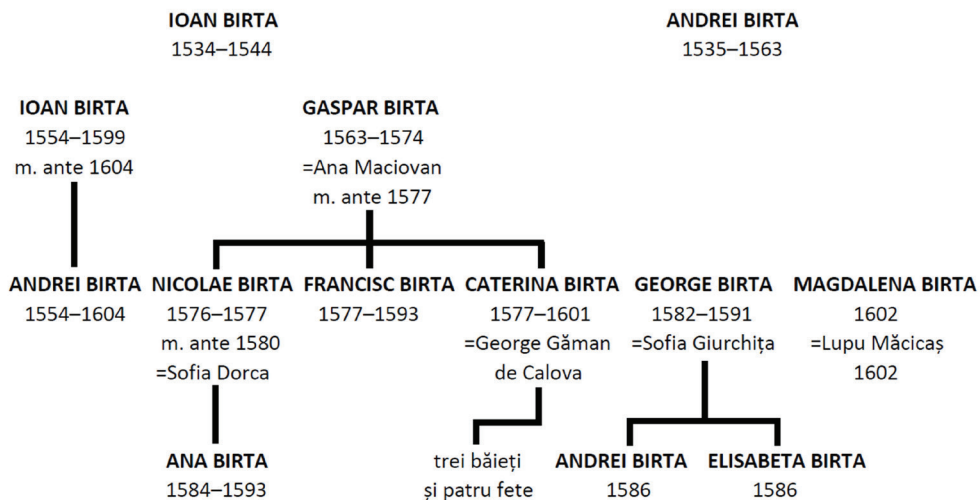 IOAN BIRTA
1534–1544
ANDREI BIRTA
1535–1563
IOAN BIRTA
1554–1599
m. ante 1604
GASPAR BIRTA
1563–1574
=Ana Maciovan
m. ante 1577
ANDREI BIRTA
1554–1604
NICOLAE BIRTA
1576–1577
m. ante 1580
=Sofia Dorca
FRANCISC BIRTA
1577–1593
CATERINA BIRTA
1577–1601
=George Găman
de Calova
GEORGE BIRTA
1582–1591
=Sofia Giurchița
MAGDALENA BIRTA
1602
=Lupu Măcicaș
1602
ANA BIRTA
1584–1593
trei băieți
și patru fete
ANDREI BIRTA
1586
ELISABETA BIRTA
1586